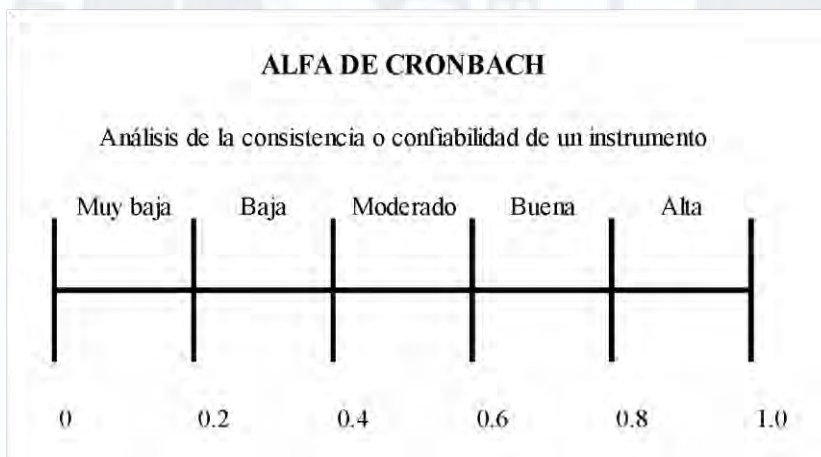 ALFA DE CRONBACH
Análisis de la consistencia o confiabilidad de un instrumento
Muy baja Baja Moderado Buena Alta
0 0.2 0.4 0.6 0.8 1.0